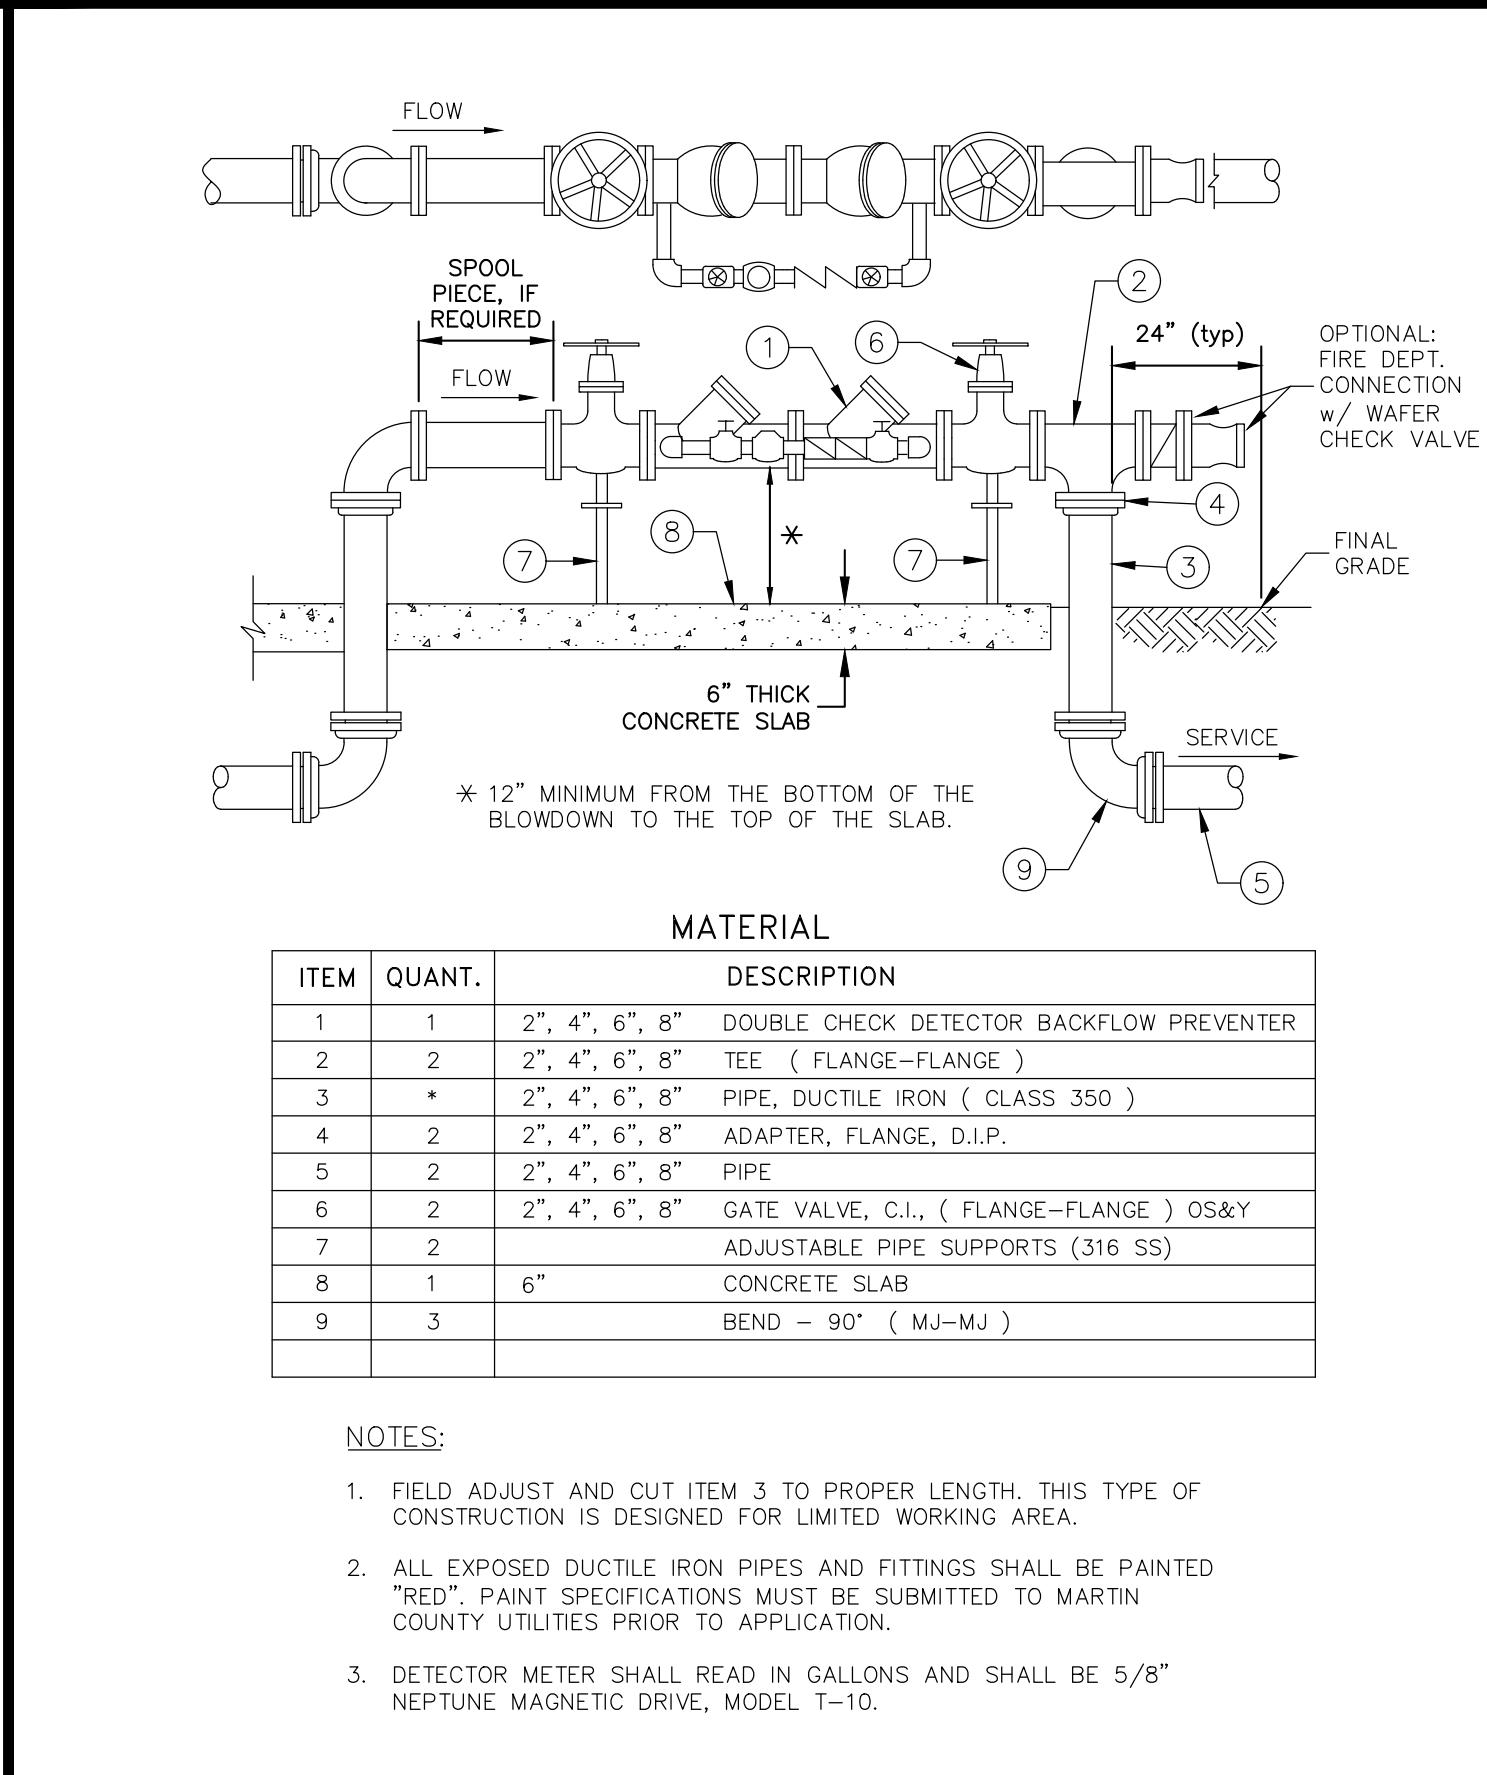 FLOW
SPOOL
PIECE, IF
REQUIRED
FLOW
1
6
2
24" (typ)
OPTIONAL:
FIRE DEPT.
CONNECTION
w/ WAFER
CHECK VALVE
4
8
*
7
7
3
FINAL
GRADE
6" THICK
CONCRETE SLAB
SERVICE
* 12" MINIMUM FROM THE BOTTOM OF THE
BLOWDOWN TO THE TOP OF THE SLAB.
9
5
MATERIAL
ITEM QUANT. DESCRIPTION
1 1 2", 4", 6", 8" DOUBLE CHECK DETECTOR BACKFLOW PREVENTER
2 2 2", 4", 6", 8" TEE ( FLANGE-FLANGE )
3 * 2", 4", 6", 8" PIPE, DUCTILE IRON ( CLASS 350 )
4 2 2", 4", 6", 8" ADAPTER, FLANGE, D.I.P.
5 2 2", 4", 6", 8" PIPE
6 2 2", 4", 6", 8" GATE VALVE, C.I., ( FLANGE-FLANGE ) OS&Y
7 2 ADJUSTABLE PIPE SUPPORTS (316 SS)
8 1 6" CONCRETE SLAB
9 3 BEND - 90° ( MJ-MJ )
NOTES:
1. FIELD ADJUST AND CUT ITEM 3 TO PROPER LENGTH. THIS TYPE OF
CONSTRUCTION IS DESIGNED FOR LIMITED WORKING AREA.
2. ALL EXPOSED DUCTILE IRON PIPES AND FITTINGS SHALL BE PAINTED
"RED". PAINT SPECIFICATIONS MUST BE SUBMITTED TO MARTIN
COUNTY UTILITIES PRIOR TO APPLICATION.
3. DETECTOR METER SHALL READ IN GALLONS AND SHALL BE 5/8"
NEPTUNE MAGNETIC DRIVE, MODEL T-10.